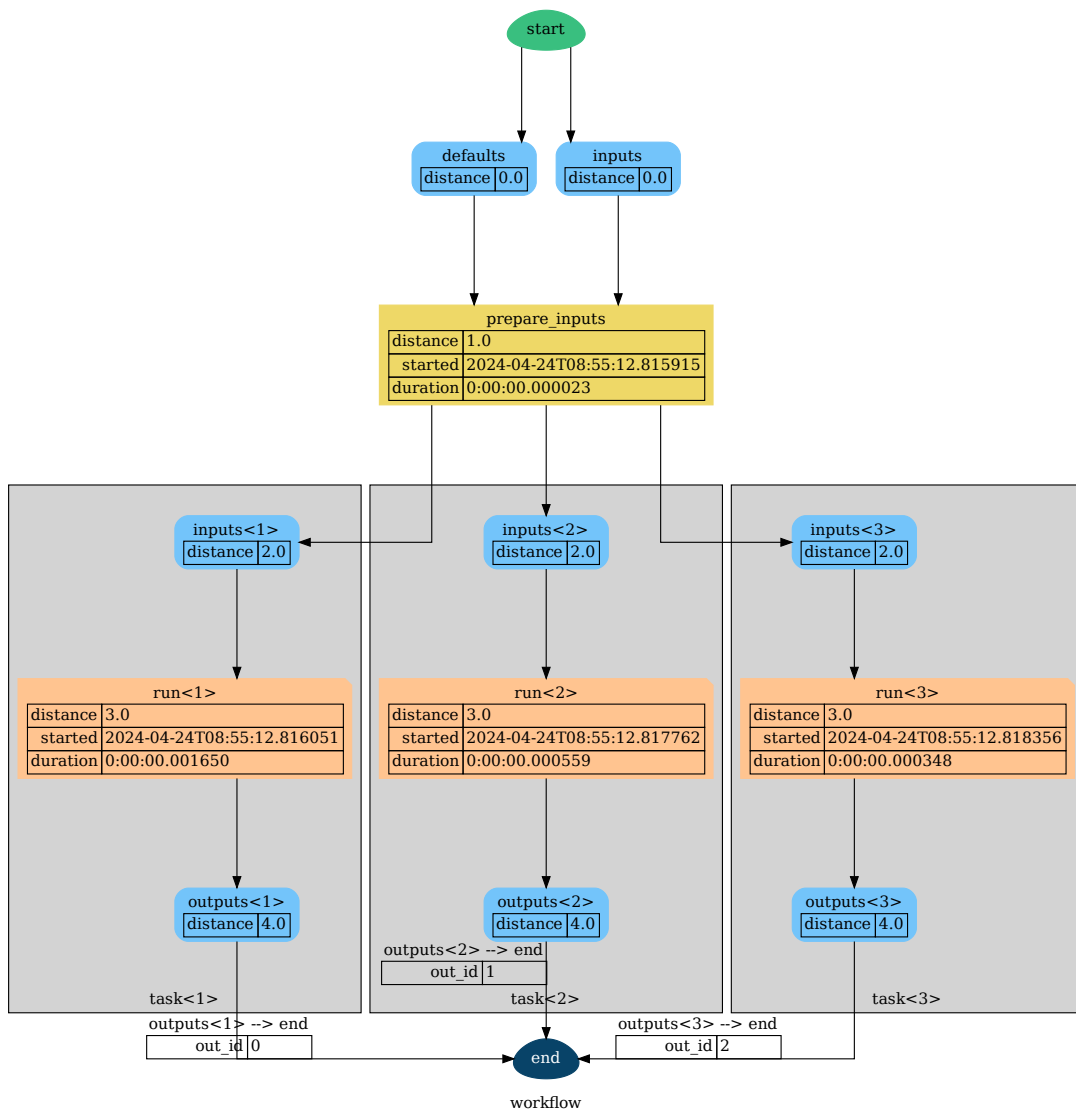 start
defaults
distance 0.0
inputs
distance 0.0
prepare_inputs
distance 1.0
started 2024-04-24T08:55:12.815915
duration 0:00:00.000023
inputs<1>
distance 2.0
inputs<2>
distance 2.0
inputs<3>
distance 2.0
run<1>
distance 3.0
started 2024-04-24T08:55:12.816051
duration 0:00:00.001650
run<2>
distance 3.0
started 2024-04-24T08:55:12.817762
duration 0:00:00.000559
run<3>
distance 3.0
started 2024-04-24T08:55:12.818356
duration 0:00:00.000348
outputs<1>
distance 4.0
outputs<2>
distance 4.0
outputs<3>
distance 4.0
outputs<2> --> end
out_id 1
task<1>
task<2>
task<3>
outputs<1> --> end
out_id 0
outputs<3> --> end
out_id 2
end
workflow